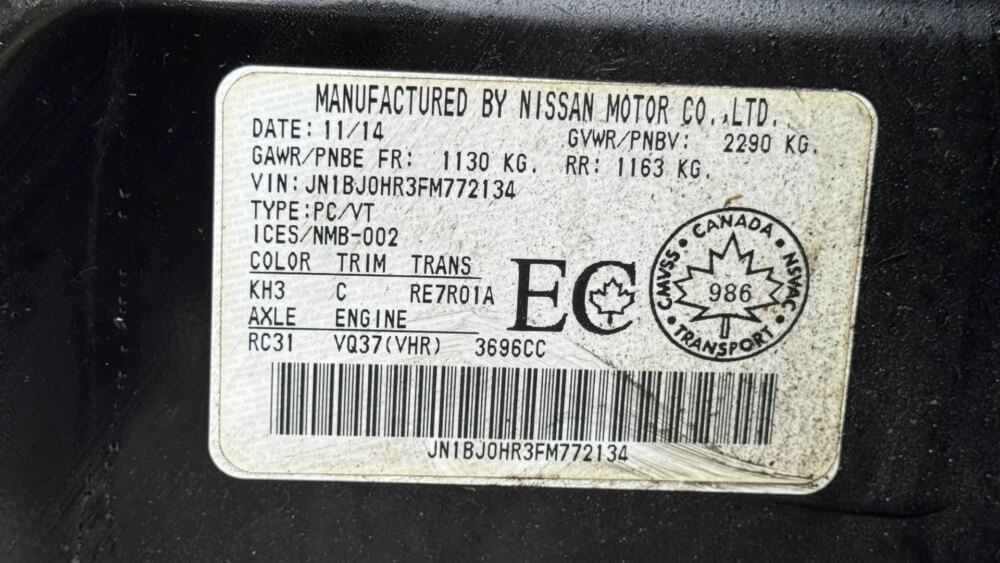 MANUFACTURED BY NISSAN MOTOR CO.,LTD.
DATE: 11/14 GVWR/PNBV: 2290 KG.
GAWR/PNBE FR: 1130 KG. RR: 1163 KG.
VIN: JN1BJ0HR3FM772134
TYPE:PC/VT
ICES/NMB-002
COLOR TRIM TRANS
KH3 C RE7R01A
AXLE ENGINE
RC31 VQ37(VHR) 3696CC
EC
CANADA
CMVSS • NSVAC
986
TRANSPORT
JN1BJ0HR3FM772134